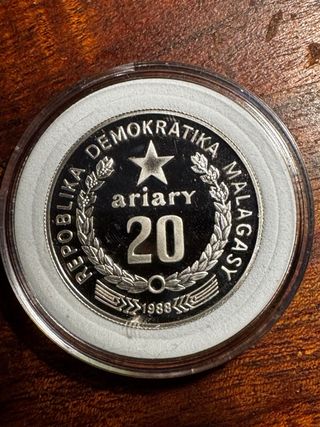 REPOBLIKA DEMOKRATIKA MALAGASY
ariary
20
1988